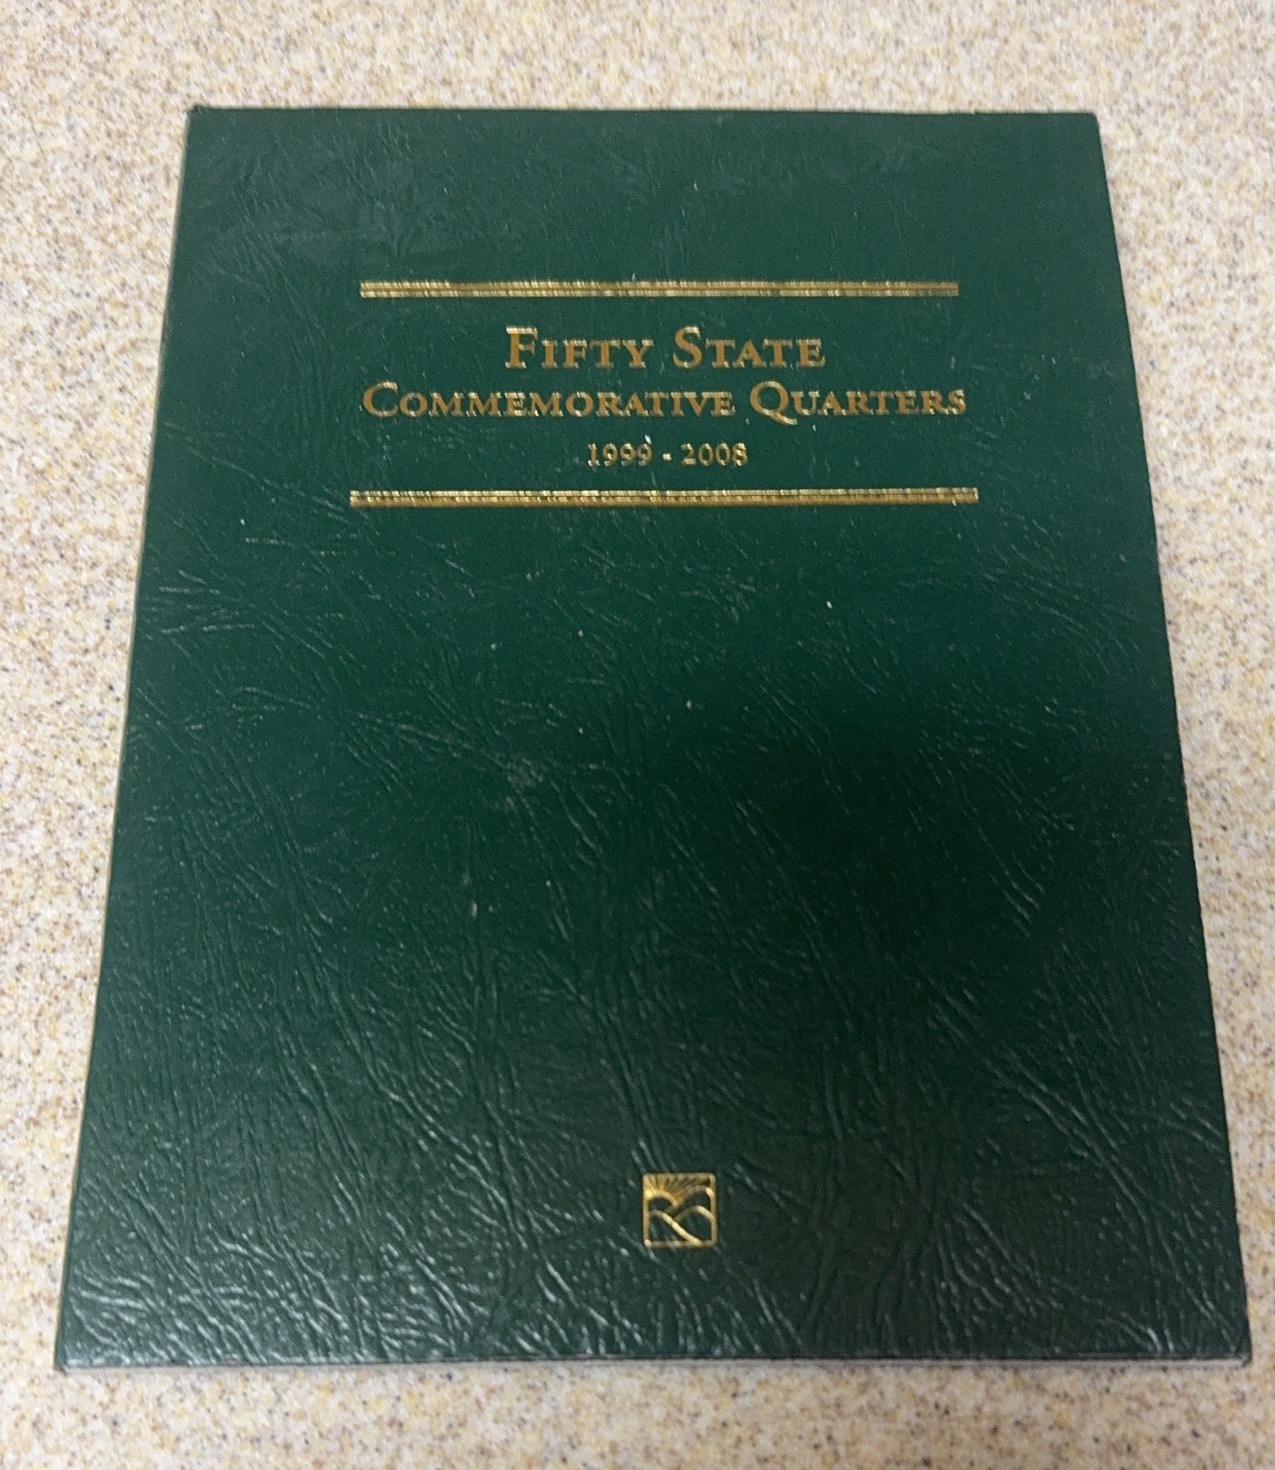 Fifty State
Commemorative Quarters
1999 - 2008